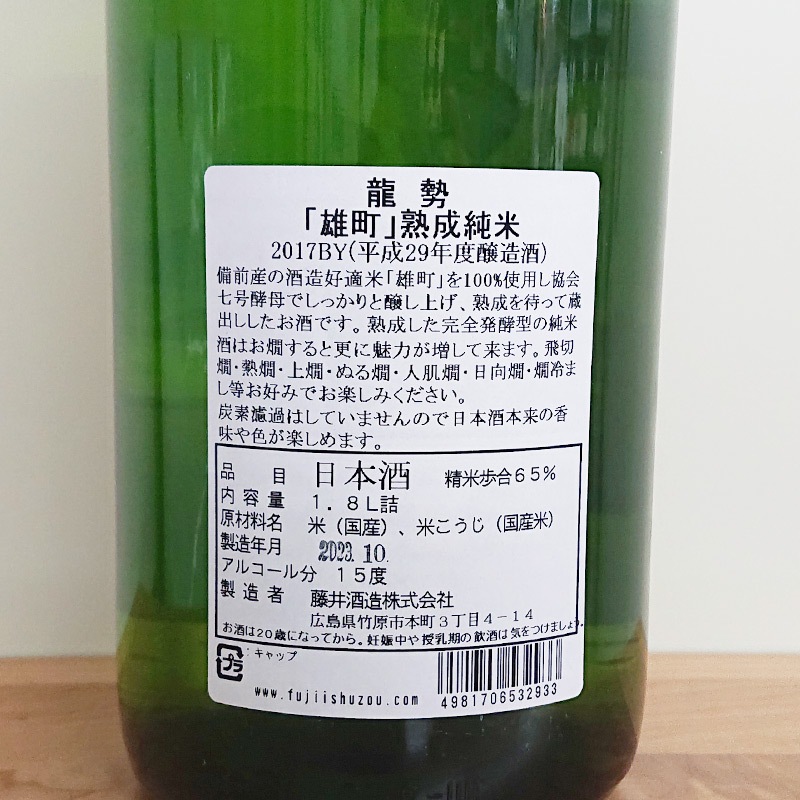 龍勢
「雄町」熟成純米
2017BY(平成29年度醸造酒)
備前産の酒造好適米「雄町」を100%使用し協会
七号酵母でしっかりと醸し上げ、熟成を待って蔵
出ししたお酒です。熟成した完全発酵型の純米
酒はお燗すると更に魅力が増して来ます。飛切
燗・熱燗・上燗・ぬる燗・人肌燗・日向燗・燗冷まし
し等お好みでお楽しみください。
炭素濾過はしていませんので日本酒本来の香
味や色が楽しめます。
品目 日本酒 精米歩合65%
内容量 1.8L詰
原材料名 米(国産)、米こうじ(国産米)
製造年月 2023.10.
アルコール分 15度
製造者 藤井酒造株式会社
広島県竹原市本町3丁目4-14
お酒は20歳になってから。妊娠中や授乳期の飲酒は気をつけましょう。
プラ :キャップ
www.fujiishuzou.com
4981706532933